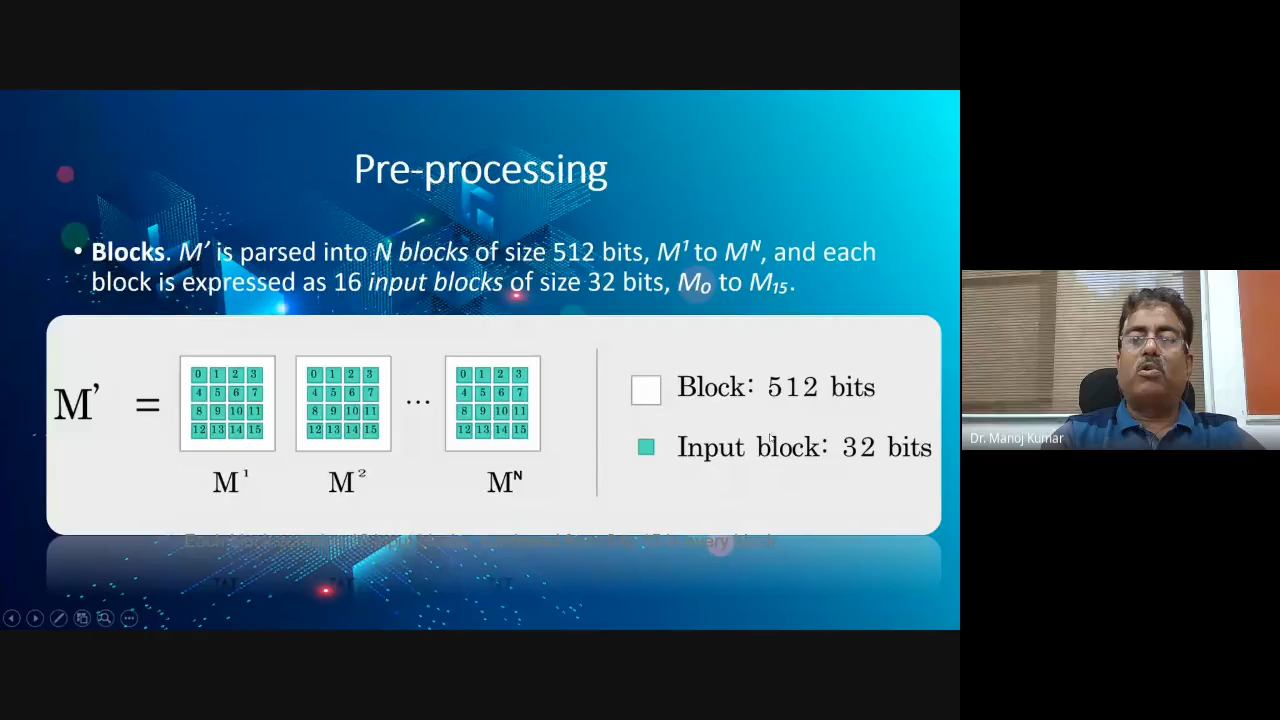 Pre-processing
• Blocks. M’ is parsed into N blocks of size 512 bits, M¹ to Mᴺ, and each
block is expressed as 16 input blocks of size 32 bits, M₀ to M₁₅.
M’ =
0 1 2 3
4 5 6 7
8 9 10 11
12 13 14 15
M¹
0 1 2 3
4 5 6 7
8 9 10 11
12 13 14 15
M²
...
0 1 2 3
4 5 6 7
8 9 10 11
12 13 14 15
Mᴺ
Block: 512 bits
Input block: 32 bits
Dr. Manoj Kumar